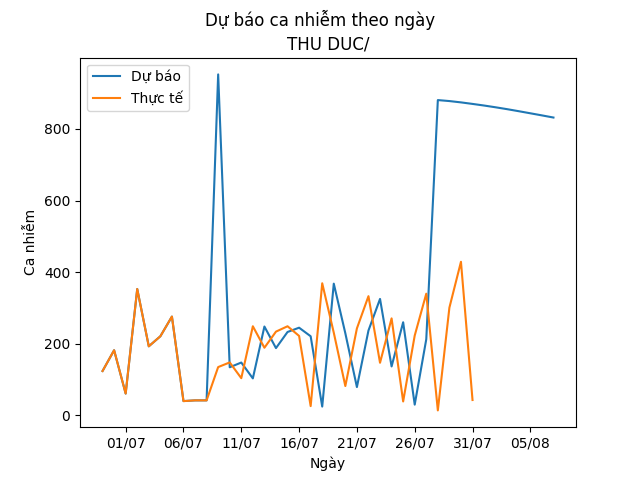 Dự báo ca nhiễm theo ngày
THU DUC/
Dự báo
Thực tế
Ca nhiễm
800
600
400
200
0
01/07 06/07 11/07 16/07 21/07 26/07 31/07 05/08
Ngày